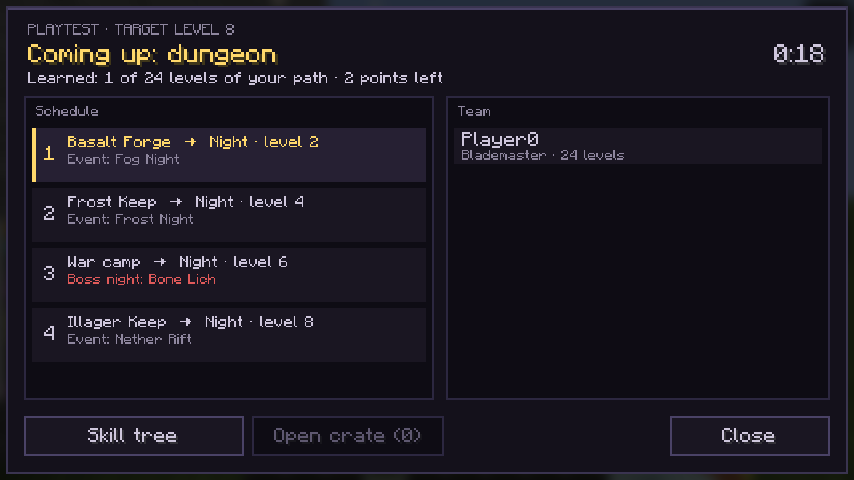 PLAYTEST · TARGET LEVEL 8
Coming up: dungeon
0:18
Learned: 1 of 24 levels of your path · 2 points left
Schedule
1
Basalt Forge → Night · level 2
Event: Fog Night
2
Frost Keep → Night · level 4
Event: Frost Night
3
War camp → Night · level 6
Boss night: Bone Lich
4
Illager Keep → Night · level 8
Event: Nether Rift
Team
Player0
Blademaster · 24 levels
Skill tree
Open crate (0)
Close